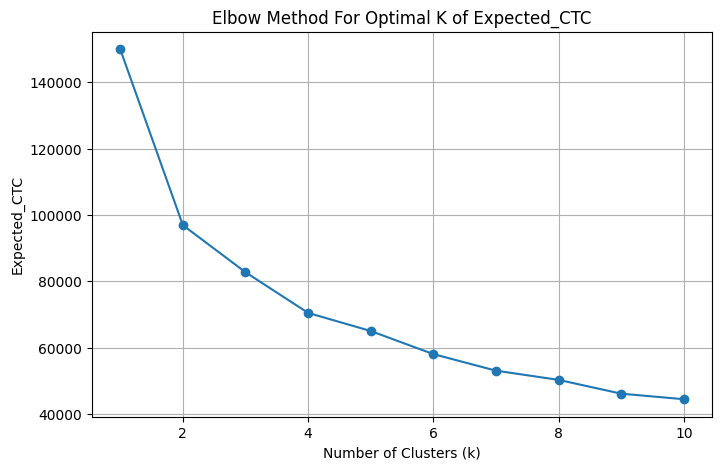 Elbow Method For Optimal K of Expected_CTC
140000
120000
100000
80000
60000
40000
Expected_CTC
2 4 6 8 10
Number of Clusters (k)